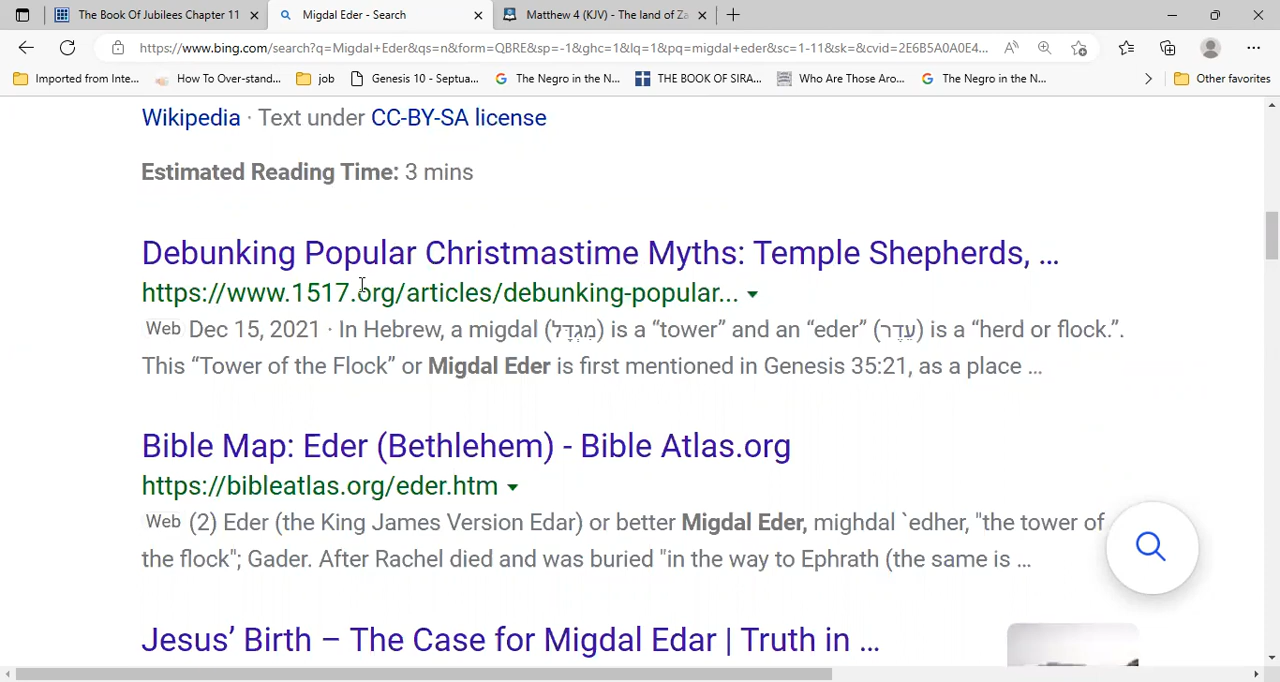 The Book Of Jubilees Chapter 11
Migdal Eder - Search
Matthew 4 (KJV) - The land of Za
https://www.bing.com/search?q=Migdal+Eder&qs=n&form=QBRE&sp=-1&ghc=1&lq=1&pq=migdal+eder&sc=1-11&sk=&cvid=2E6B5A0A0E4...
Imported from Inte... How To Over-stand... job Genesis 10 - Septua... The Negro in the N... THE BOOK OF SIRA... Who Are Those Aro... The Negro in the N... Other favorites
Wikipedia · Text under CC-BY-SA license
Estimated Reading Time: 3 mins
Debunking Popular Christmastime Myths: Temple Shepherds, ...
https://www.1517.org/articles/debunking-popular...
Web Dec 15, 2021 · In Hebrew, a migdal (מִגְדָּל) is a “tower” and an “eder” (עֵדֶר) is a “herd or flock.”.
This “Tower of the Flock” or Migdal Eder is first mentioned in Genesis 35:21, as a place ...
Bible Map: Eder (Bethlehem) - Bible Atlas.org
https://bibleatlas.org/eder.htm
Web (2) Eder (the King James Version Edar) or better Migdal Eder, mighdal `edher, "the tower of
the flock"; Gader. After Rachel died and was buried "in the way to Ephrath (the same is ...
Jesus’ Birth – The Case for Migdal Edar | Truth in ...